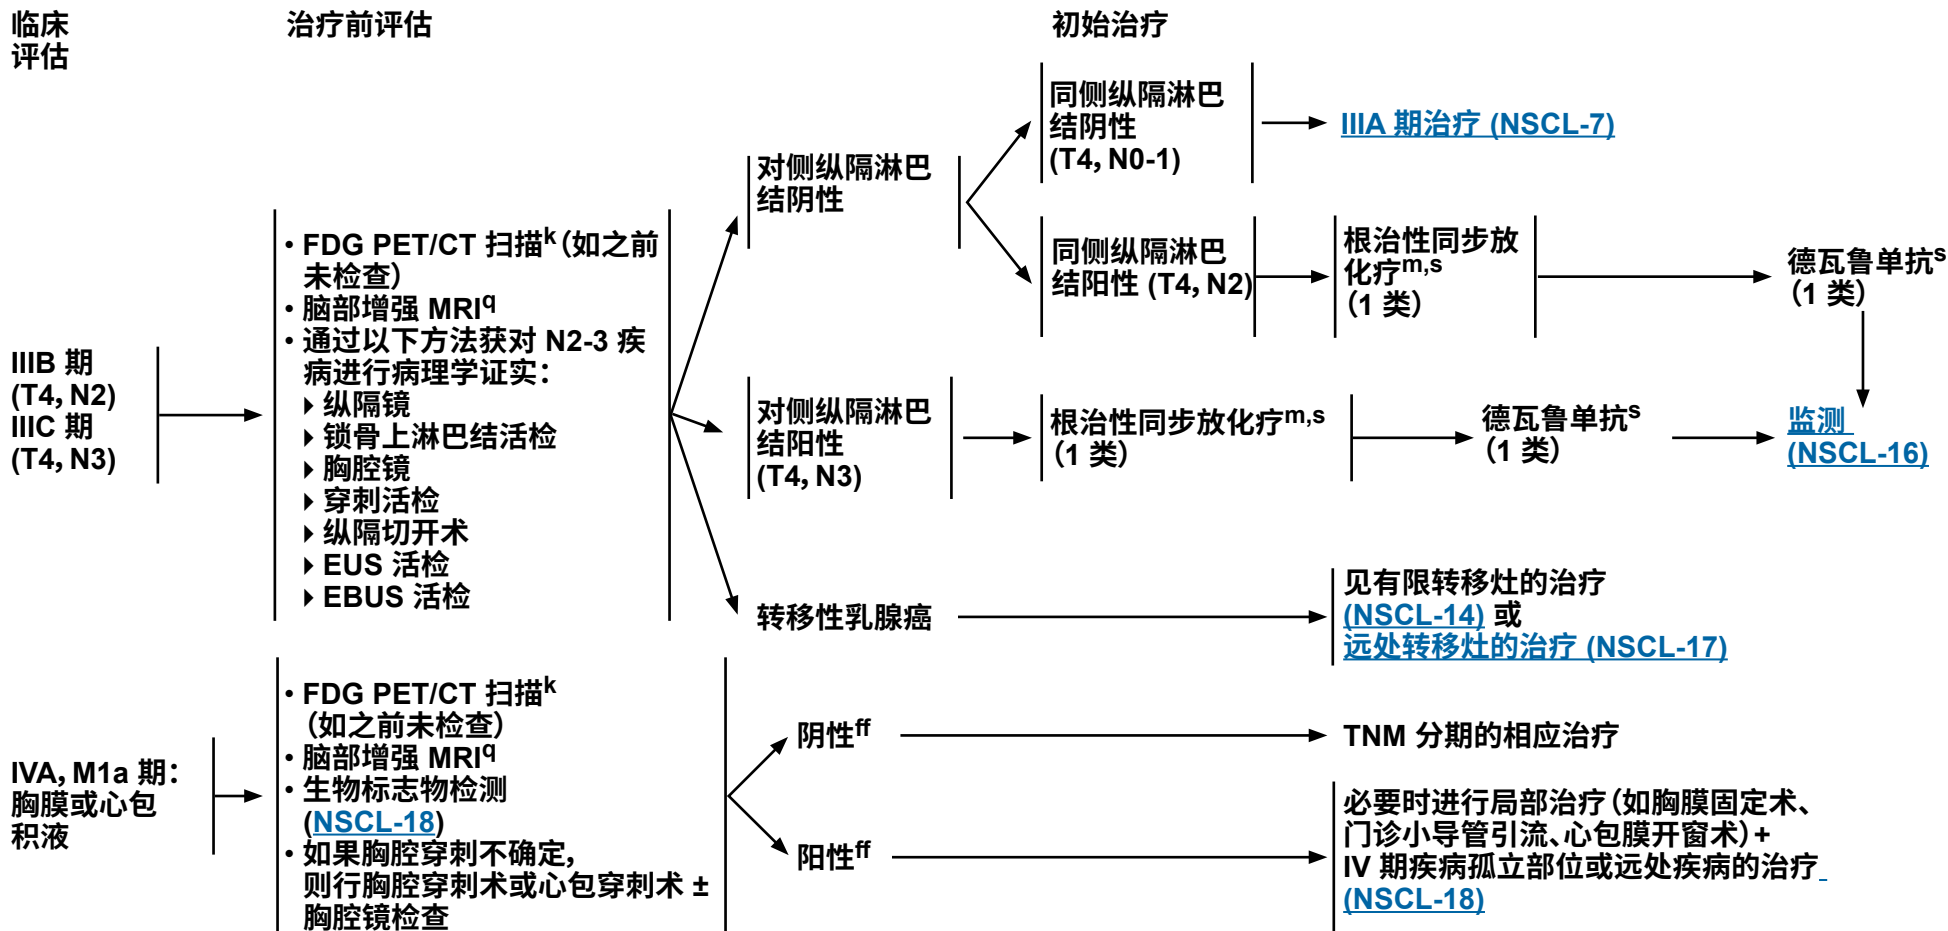 临床
评估
治疗前评估
初始治疗
IIIB 期
(T4, N2)
IIIC 期
(T4, N3)
• FDG PET/CT 扫描k（如之前
未检查）
• 脑部增强 MRIq
• 通过以下方法获对 N2-3 疾
病进行病理学证实：
纵隔镜
锁骨上淋巴结活检
胸腔镜
穿刺活检
纵隔切开术
EUS 活检
EBUS 活检
对侧纵隔淋巴
结阴性
同侧纵隔淋巴
结阴性
(T4, N0-1)
IIIA 期治疗 (NSCL-7)
同侧纵隔淋巴
结阳性 (T4, N2)
根治性同步放
化疗m,s
（1 类）
德瓦鲁单抗s
（1 类）
对侧纵隔淋巴
结阳性
(T4, N3)
根治性同步放化疗m,s
（1 类）
德瓦鲁单抗s
（1 类）
监测
(NSCL-16)
转移性乳腺癌
见有限转移灶的治疗
(NSCL-14) 或
远处转移灶的治疗 (NSCL-17)
IVA, M1a 期：
胸膜或心包
积液
• FDG PET/CT 扫描k
（如之前未检查）
• 脑部增强 MRIq
• 生物标志物检测
(NSCL-18)
• 如果胸腔穿刺不确定，
则行胸腔穿刺术或心包穿刺术 ±
胸腔镜检查
阴性ff
TNM 分期的相应治疗
阳性ff
必要时进行局部治疗（如胸膜固定术、
门诊小导管引流、心包膜开窗术）+
IV 期疾病孤立部位或远处疾病的治疗
(NSCL-18)